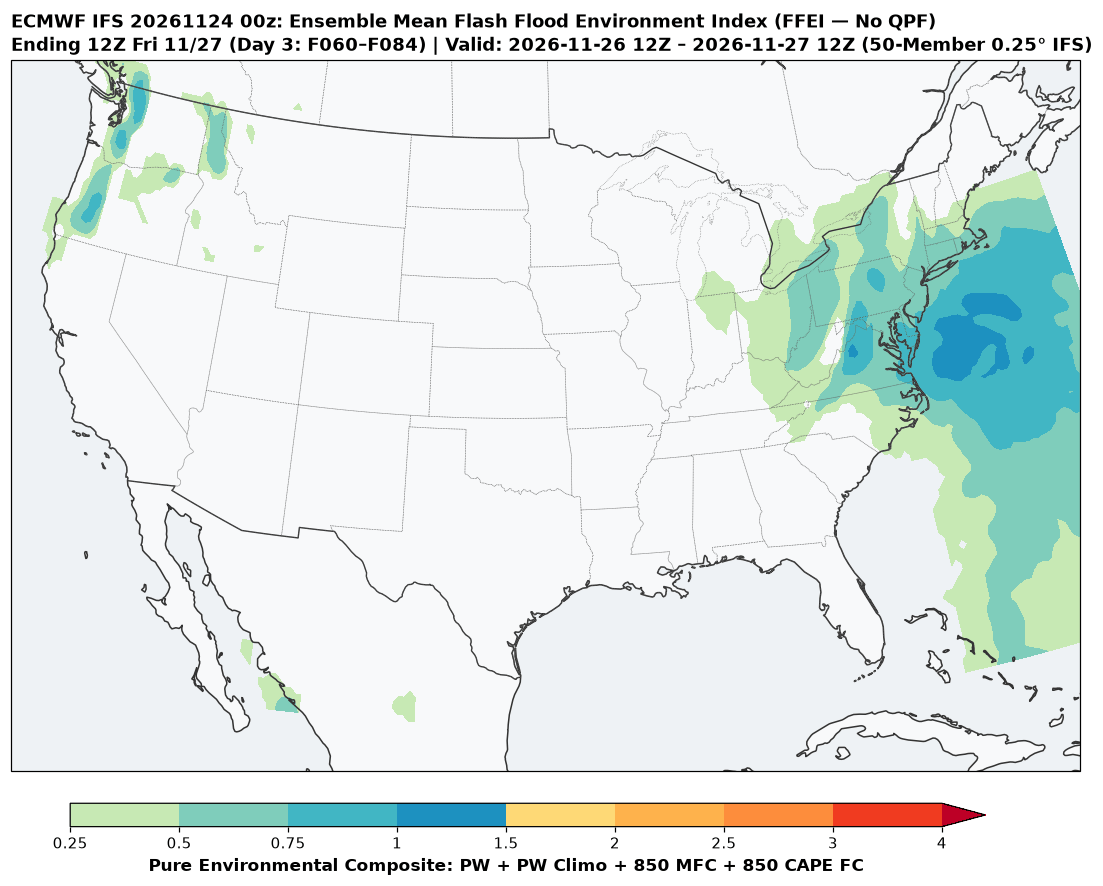 ECMWF IFS 20261124 00z: Ensemble Mean Flash Flood Environment Index (FFEI — No QPF)
Ending 12Z Fri 11/27 (Day 3: F060–F084) | Valid: 2026-11-26 12Z – 2026-11-27 12Z (50-Member 0.25° IFS)
0.25 0.5 0.75 1 1.5 2 2.5 3 4
Pure Environmental Composite: PW + PW Climo + 850 MFC + 850 CAPE FC